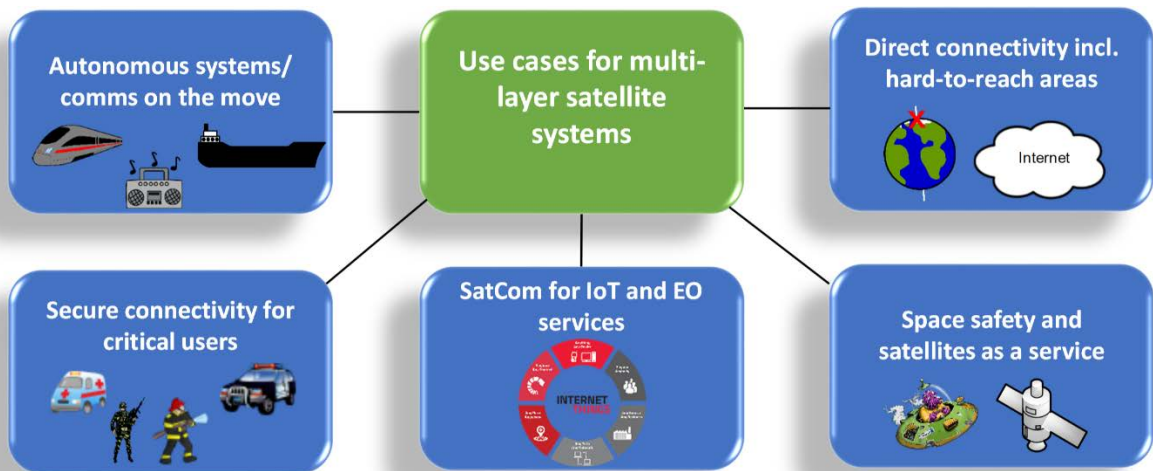 Autonomous systems/
comms on the move
Use cases for multi-
layer satellite
systems
Direct connectivity incl.
hard-to-reach areas
Internet
Secure connectivity for
critical users
SatCom for IoT and EO
services
INTERNET
THINGS
Space safety and
satellites as a service